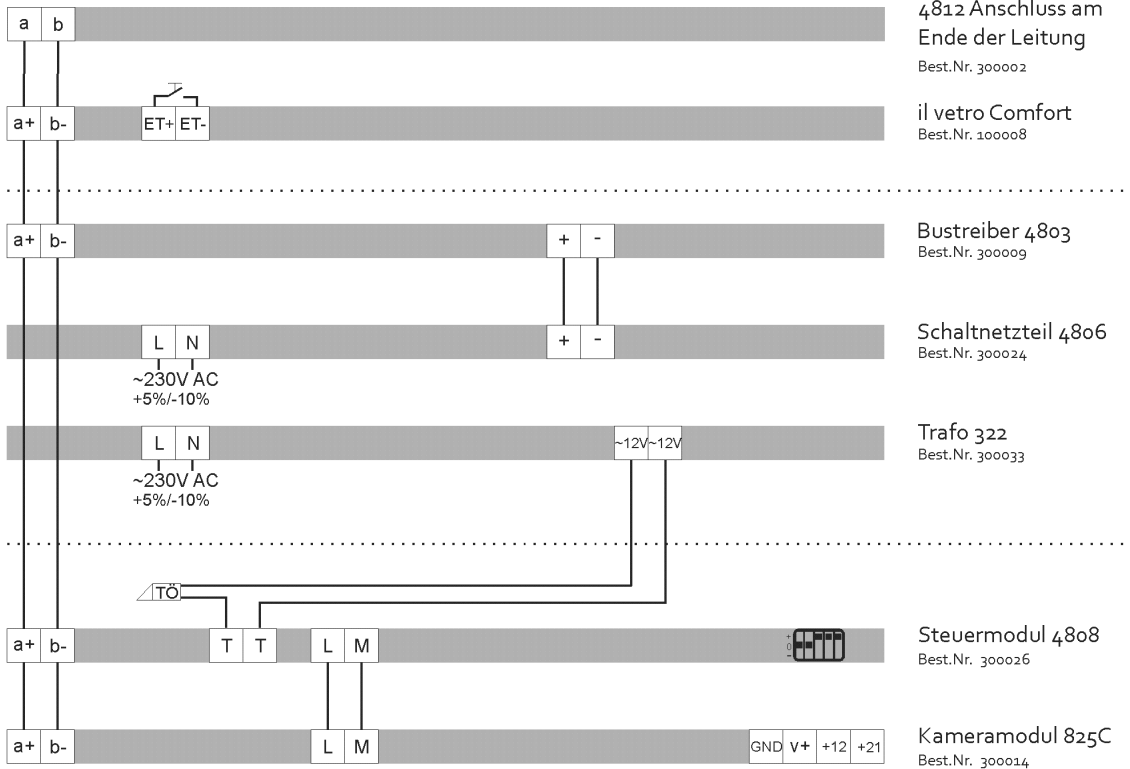 a b
4812 Anschluss am
Ende der Leitung
Best.Nr. 300002
a+ b- ET+ ET-
il vetro Comfort
Best.Nr. 100008
a+ b- + -
Bustreiber 4803
Best.Nr. 300009
L N + -
~230V AC
+5%/-10%
Schaltnetzteil 4806
Best.Nr. 300024
L N ~12V ~12V
~230V AC
+5%/-10%
Trafo 322
Best.Nr. 300033
TÖ
a+ b- T T L M
+
0
-
Steuermodul 4808
Best.Nr. 300026
a+ b- L M GND v+ +12 +21
Kameramodul 825C
Best.Nr. 300014